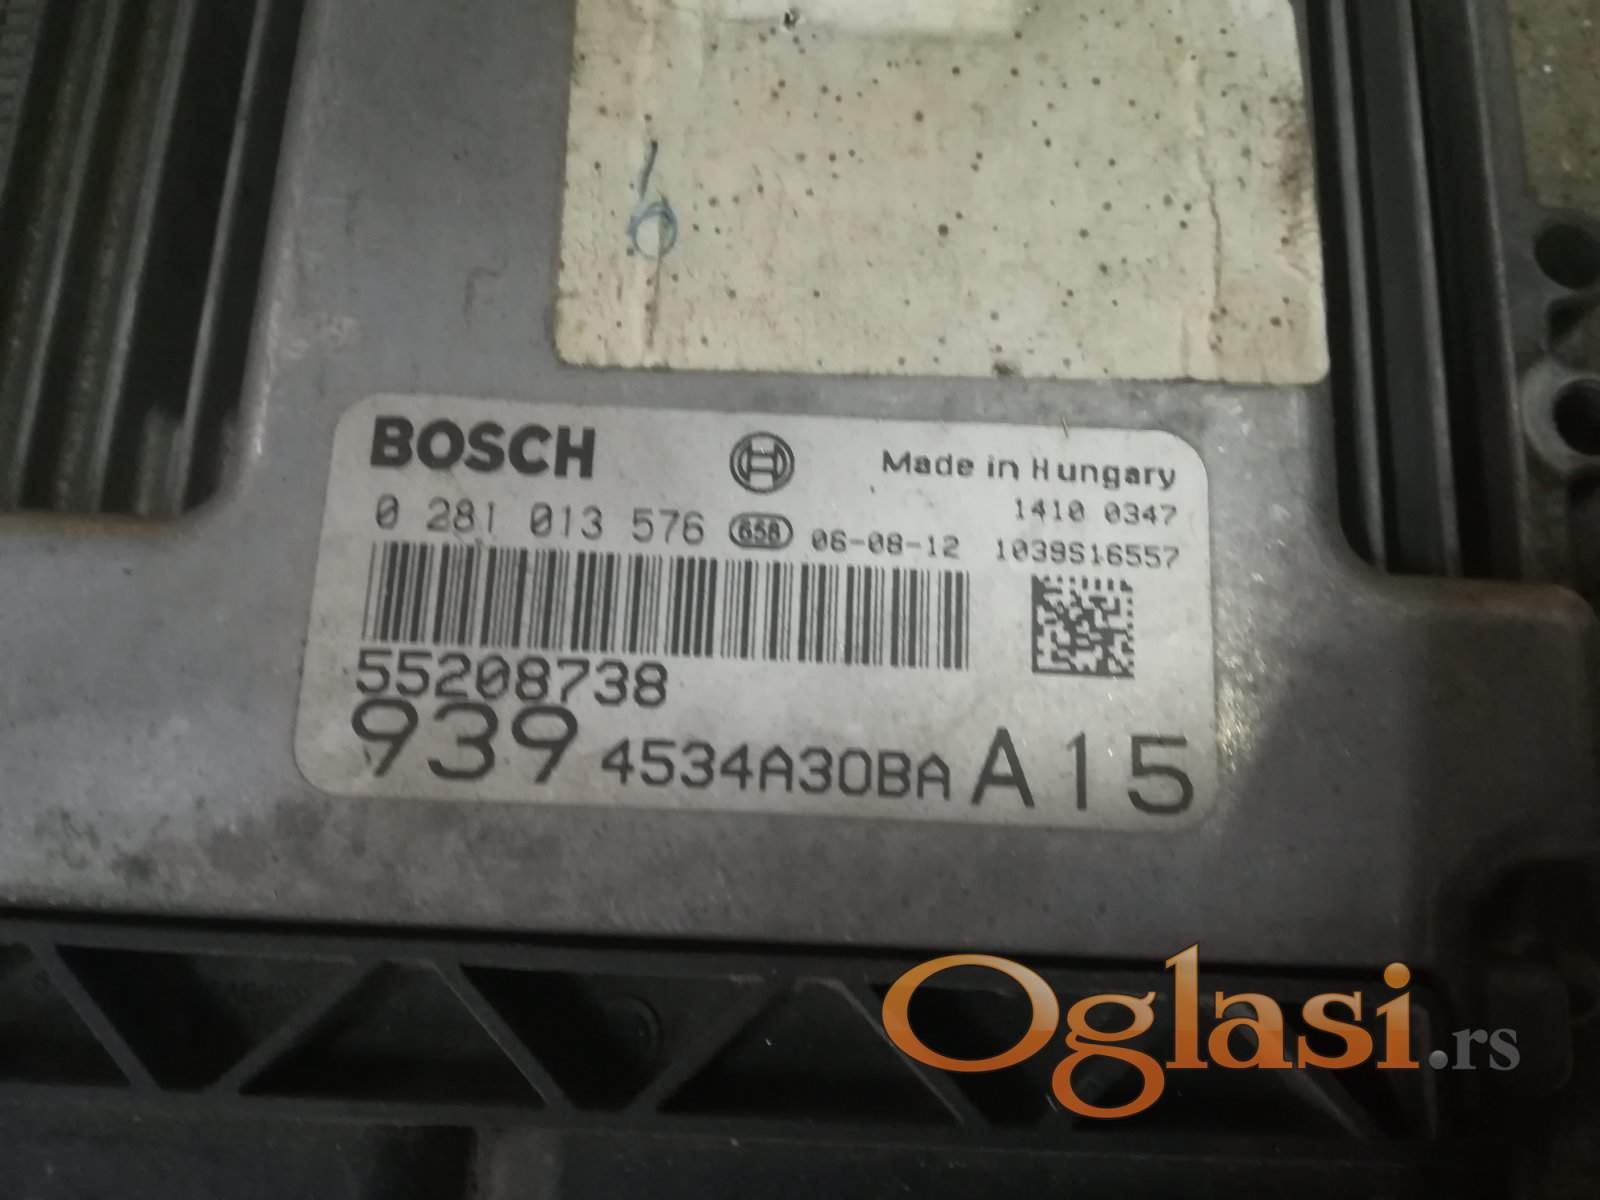 6
BOSCH
Made in Hungary
0 281 013 576 658 06-08-12
1410 0347
1039S16557
55208738
939 4534A30BA A15
Oglasi.rs